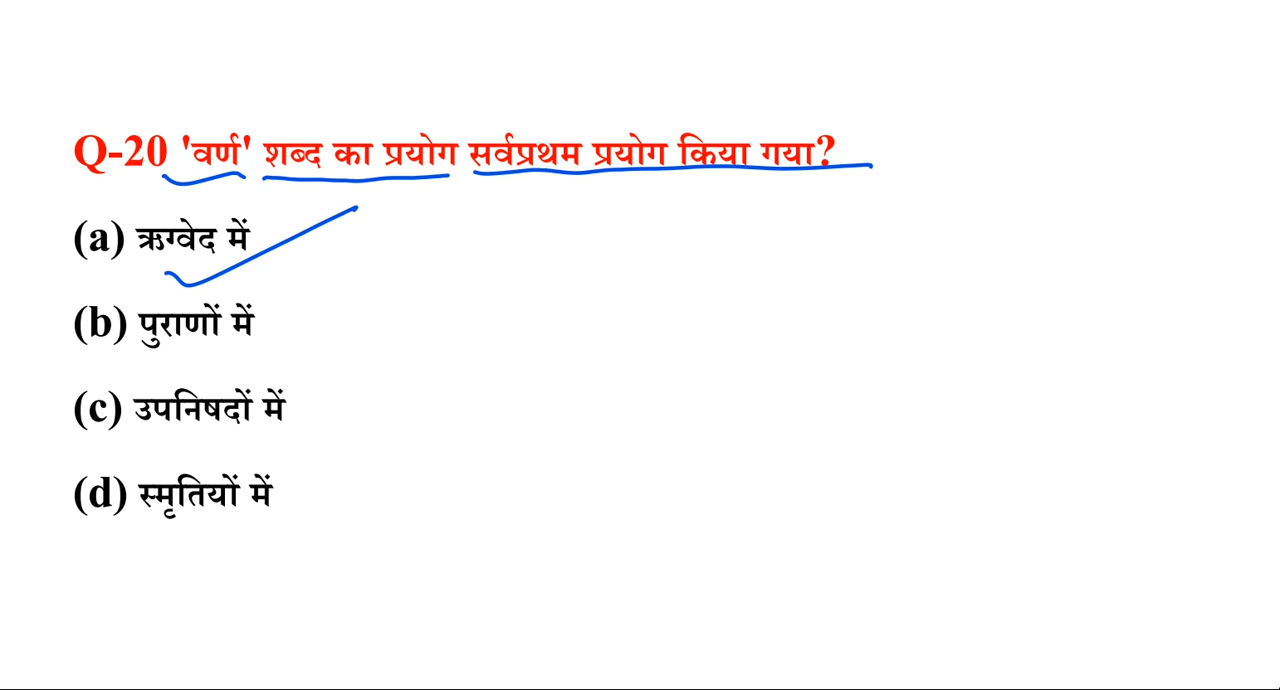 Q-20 'वर्ण' शब्द का प्रयोग सर्वप्रथम प्रयोग किया गया?
(a) ऋग्वेद में
(b) पुराणों में
(c) उपनिषदों में
(d) स्मृतियों में